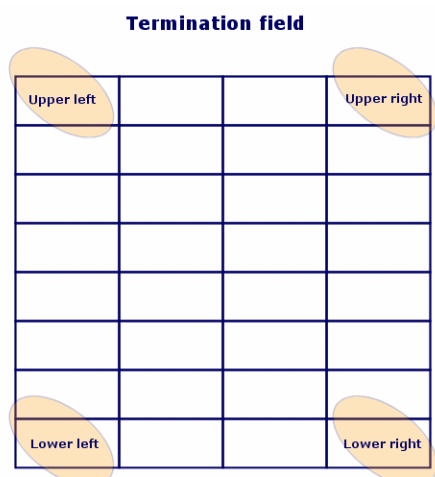 Termination field
Upper left
Upper right
Lower left
Lower right